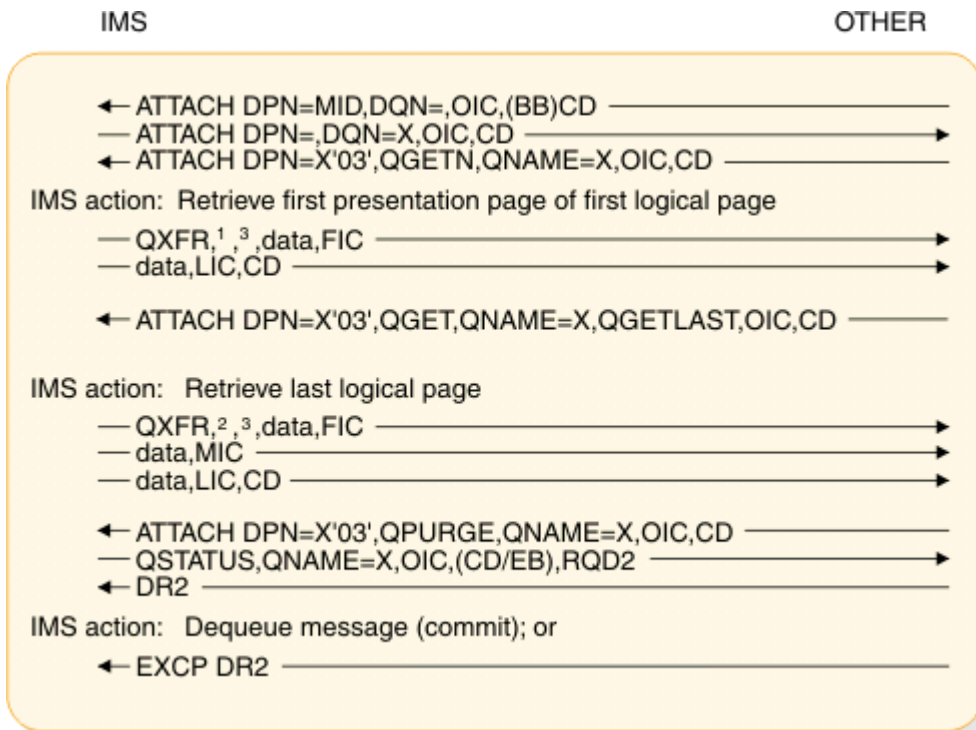 IMS OTHER
ATTACH DPN=MID,DQN=,OIC,(BB)CD
ATTACH DPN=,DQN=X,OIC,CD
ATTACH DPN=X'03',QGETN,QNAME=X,OIC,CD
IMS action: Retrieve first presentation page of first logical page
QXFR,¹,³,data,FIC
data,LIC,CD
ATTACH DPN=X'03',QGET,QNAME=X,QGETLAST,OIC,CD
IMS action: Retrieve last logical page
QXFR,²,³,data,FIC
data,MIC
data,LIC,CD
ATTACH DPN=X'03',QPURGE,QNAME=X,OIC,CD
QSTATUS,QNAME=X,OIC,(CD/EB),RQD2
DR2
IMS action: Dequeue message (commit); or
EXCP DR2